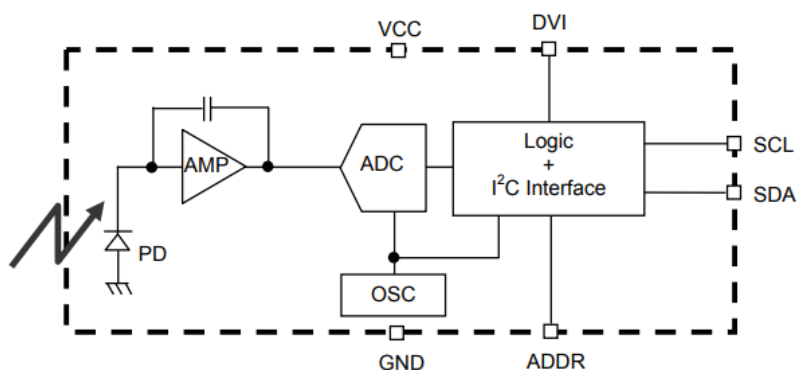 VCC
DVI
AMP
ADC
Logic
+
I²C Interface
SCL
SDA
PD
OSC
GND
ADDR